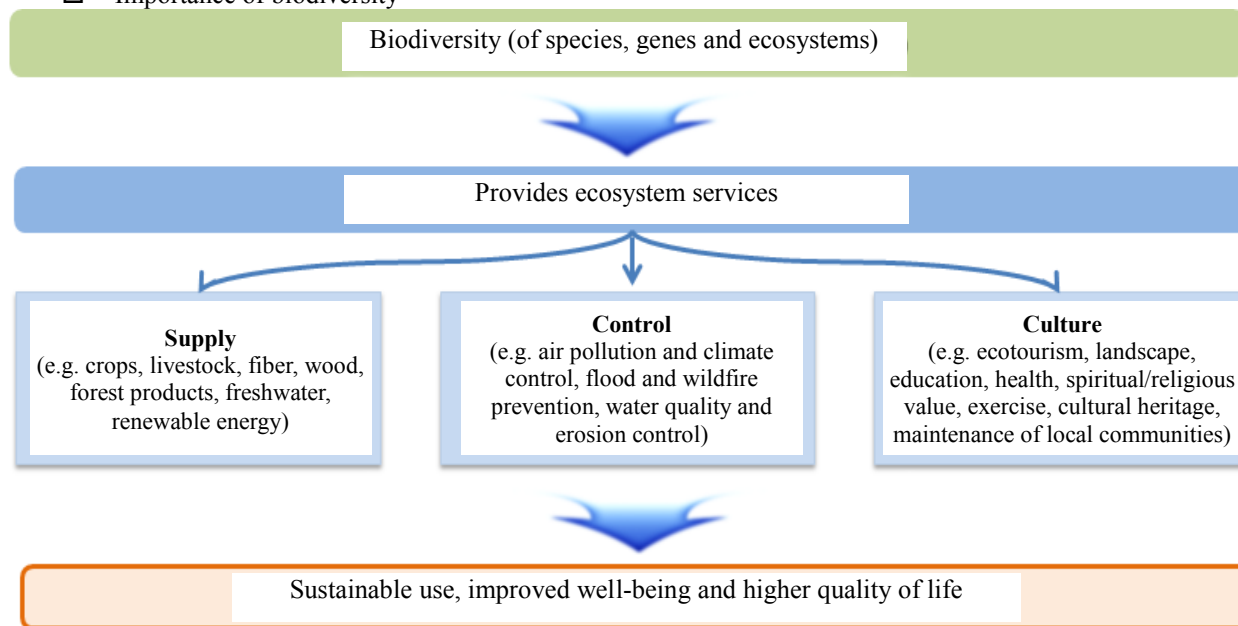 Importance of biodiversity
Biodiversity (of species, genes and ecosystems)
Provides ecosystem services
Supply
(e.g. crops, livestock, fiber, wood,
forest products, freshwater,
renewable energy)
Control
(e.g. air pollution and climate
control, flood and wildfire
prevention, water quality and
erosion control)
Culture
(e.g. ecotourism, landscape,
education, health, spiritual/religious
value, exercise, cultural heritage,
maintenance of local communities)
Sustainable use, improved well-being and higher quality of life